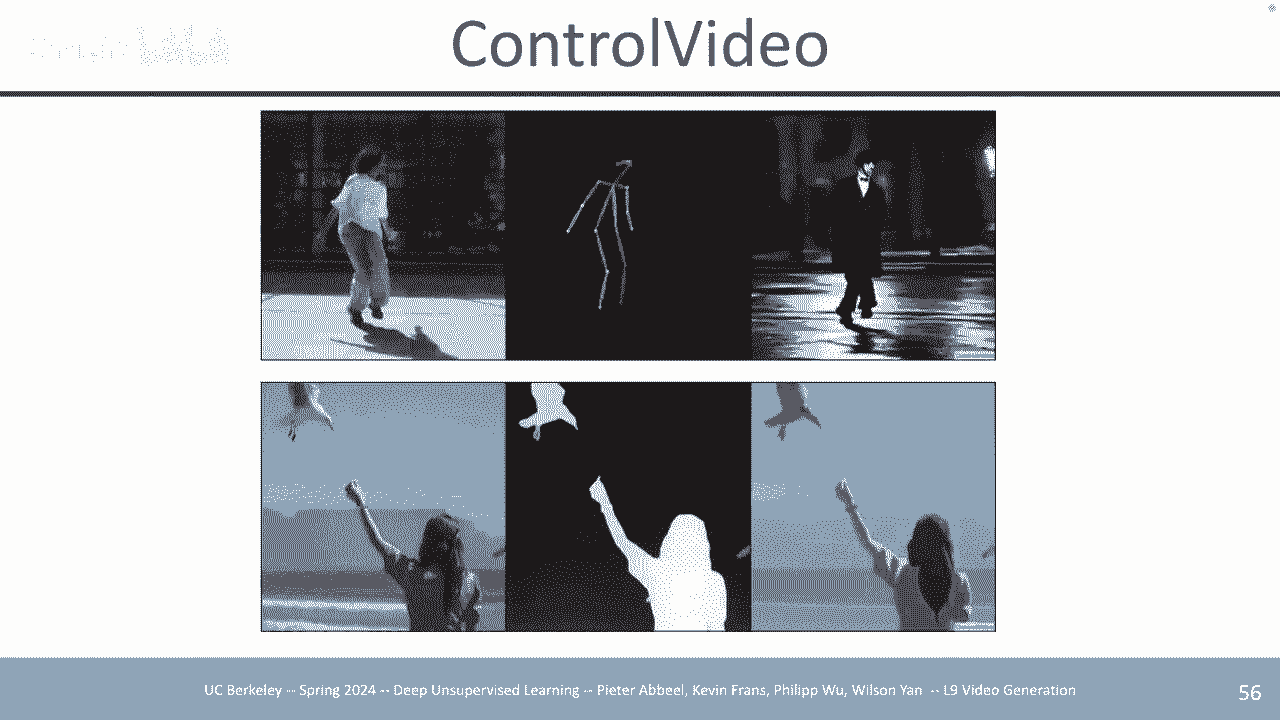 ControlVideo
UC Berkeley -- Spring 2024 -- Deep Unsupervised Learning -- Pieter Abbeel, Kevin Frans, Philipp Wu, Wilson Yan -- L9 Video Generation
56